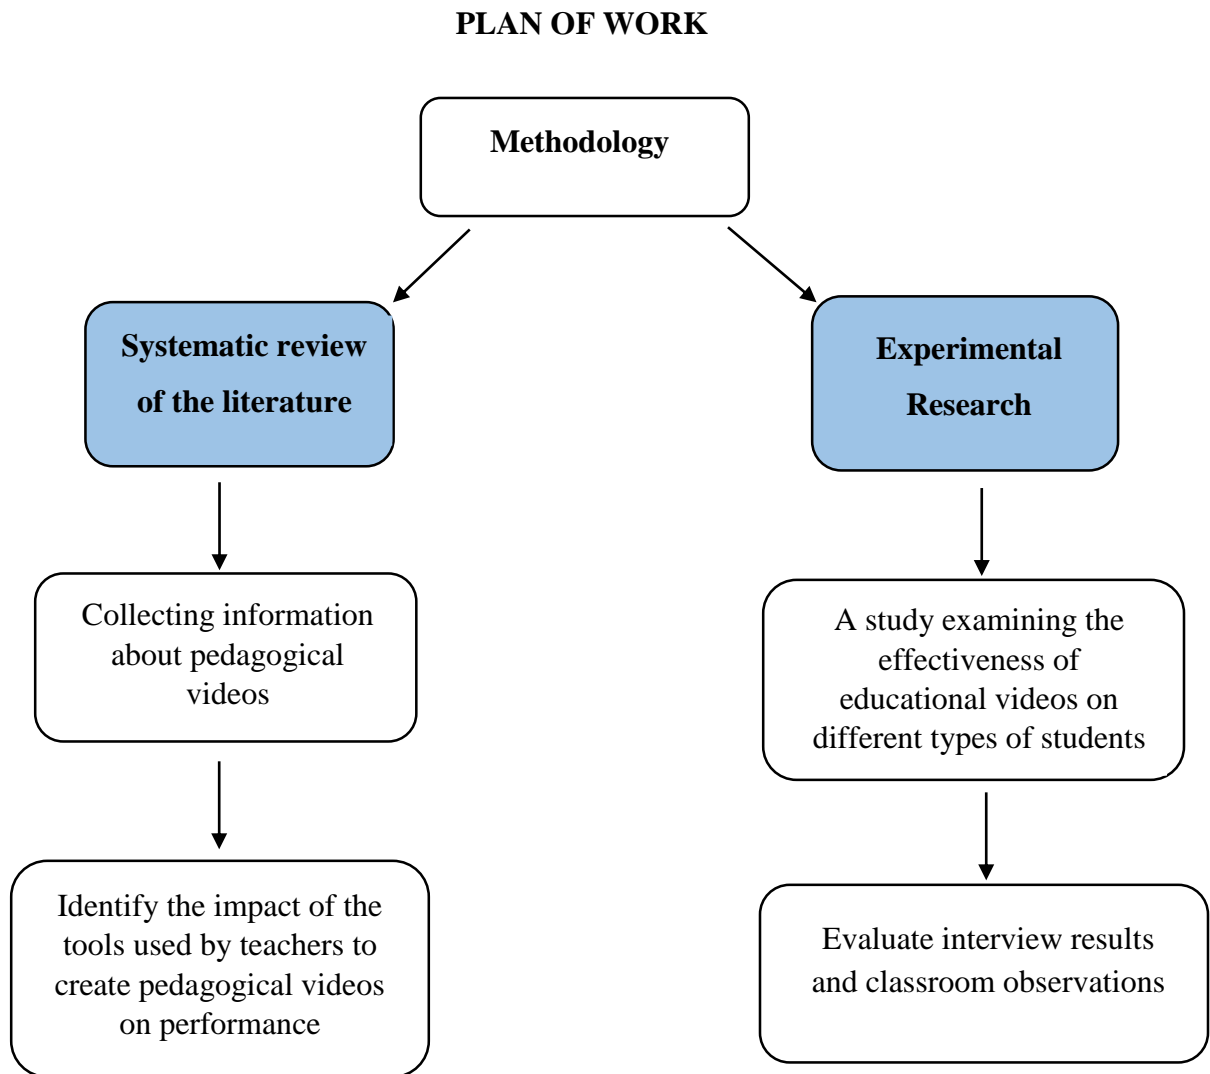 PLAN OF WORK
Methodology
Systematic review
of the literature
Experimental
Research
Collecting information
about pedagogical
videos
A study examining the
effectiveness of
educational videos on
different types of students
Identify the impact of the
tools used by teachers to
create pedagogical videos
on performance
Evaluate interview results
and classroom observations